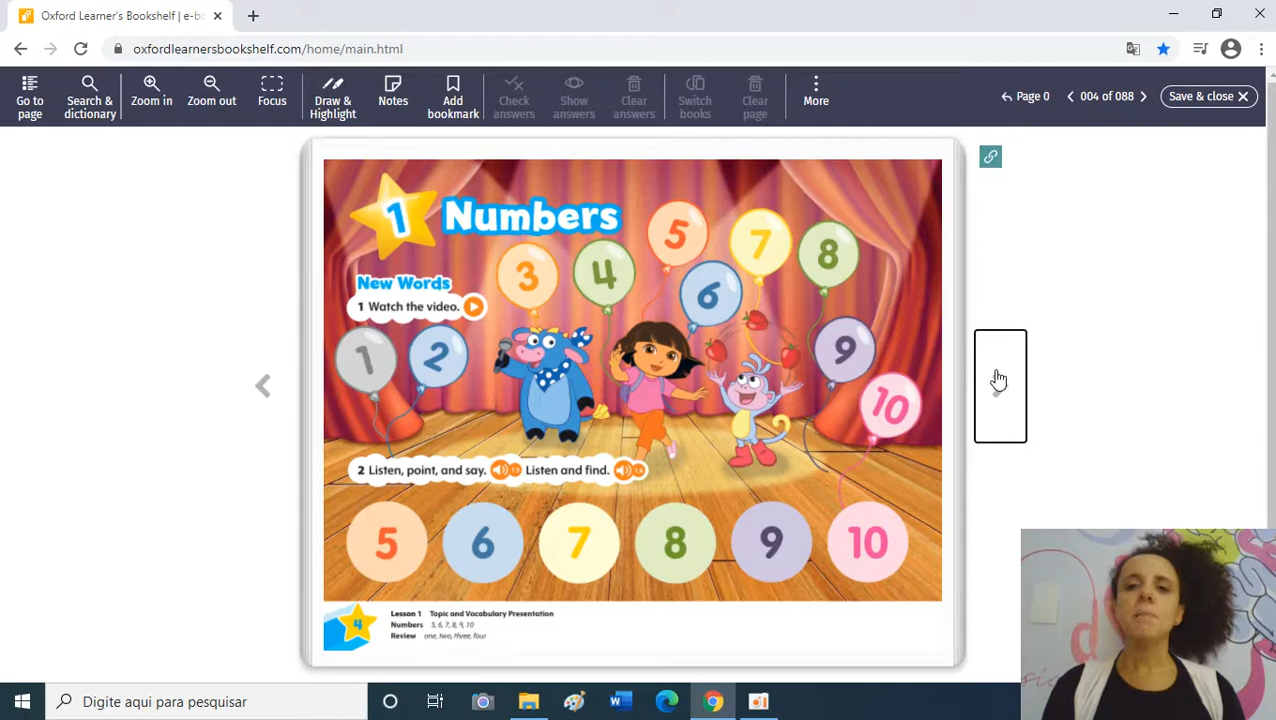 Oxford Learner's Bookshelf | e-bo
oxfordlearnersbookshelf.com/home/main.html
Go to page
Search & dictionary
Zoom in
Zoom out
Focus
Draw & Highlight
Notes
Add bookmark
Check answers
Show answers
Clear answers
Switch books
Clear page
More
Page 0
004 of 088
Save & close X
1 Numbers
5 7 8
3 4 6
New Words
1 Watch the video.
1 2 9
10
2 Listen, point, and say. Listen and find.
5 6 7 8 9 10
4
Lesson 1 Topic and Vocabulary Presentation
Numbers 5, 6, 7, 8, 9, 10
Review one, two, three, four
Digite aqui para pesquisar